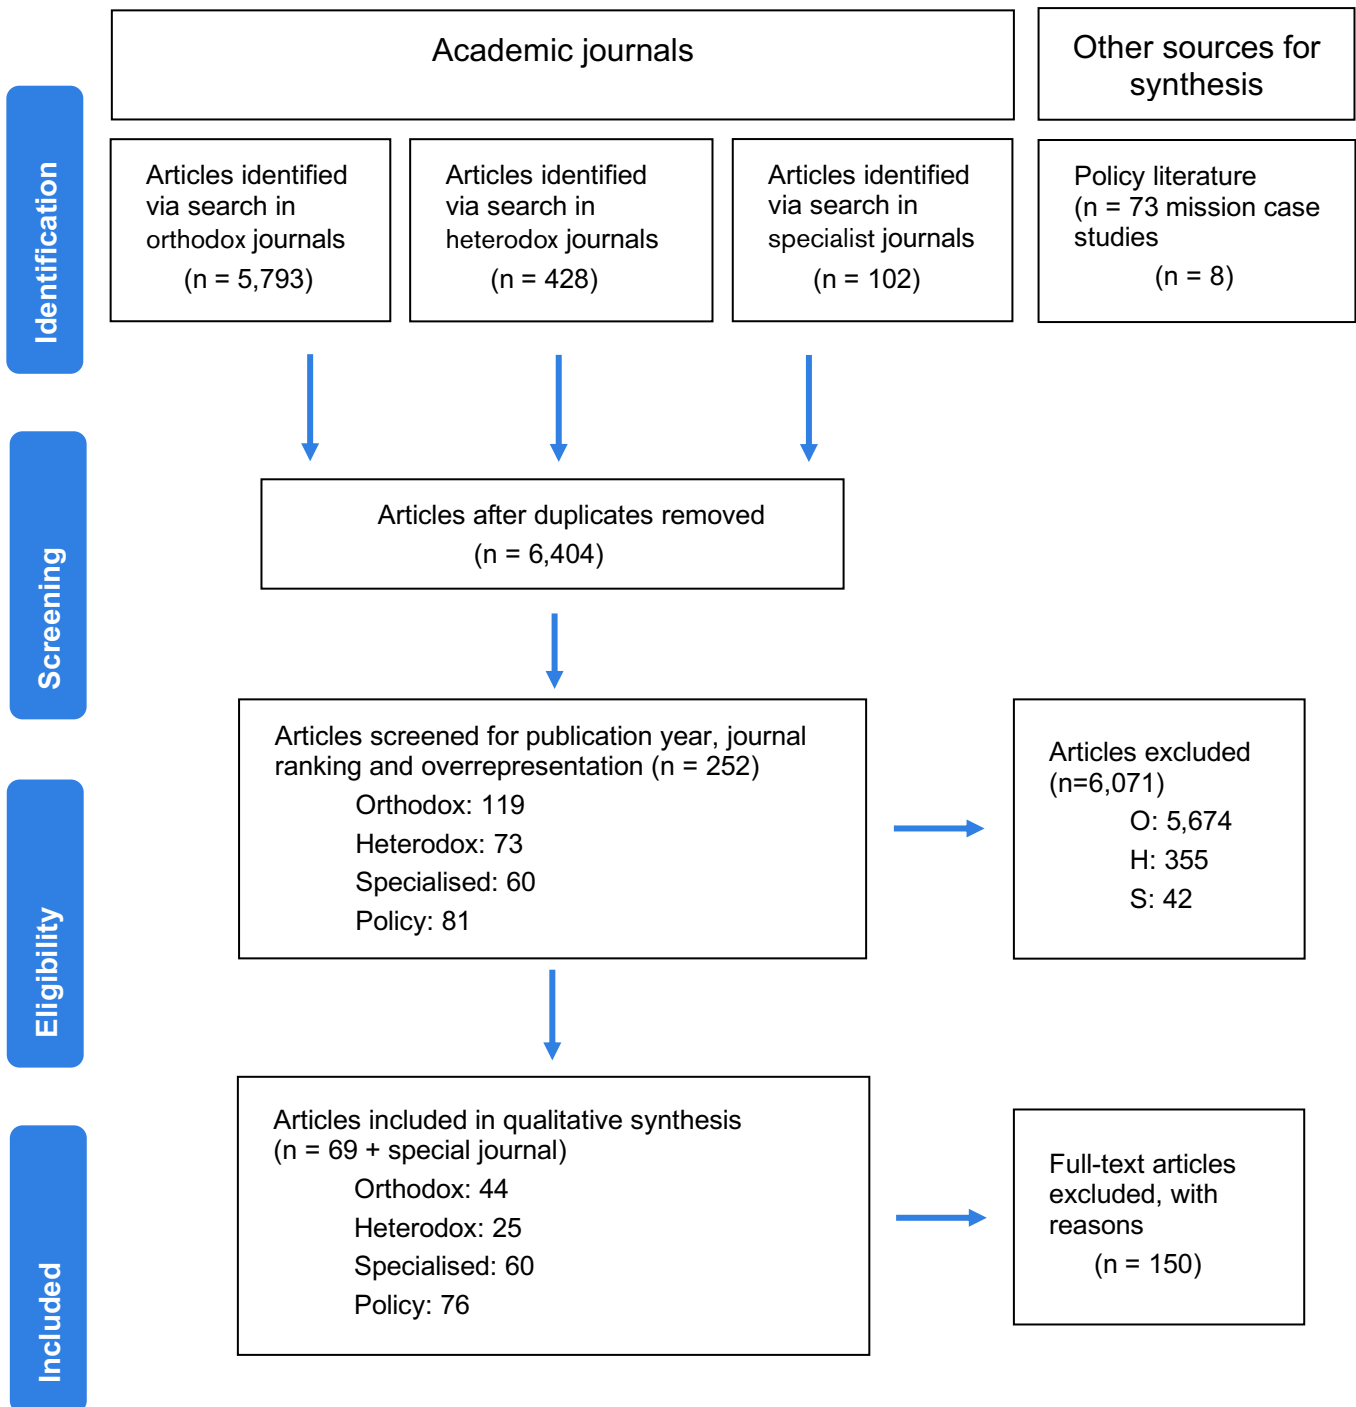 Academic journals
Other sources for
synthesis
Identification
Articles identified
via search in
orthodox journals
(n = 5,793)
Articles identified
via search in
heterodox journals
(n = 428)
Articles identified
via search in
specialist journals
(n = 102)
Policy literature
(n = 73 mission case
studies
(n = 8)
Screening
Articles after duplicates removed
(n = 6,404)
Eligibility
Articles screened for publication year, journal
ranking and overrepresentation (n = 252)
Orthodox: 119
Heterodox: 73
Specialised: 60
Policy: 81
Articles excluded
(n=6,071)
O: 5,674
H: 355
S: 42
Included
Articles included in qualitative synthesis
(n = 69 + special journal)
Orthodox: 44
Heterodox: 25
Specialised: 60
Policy: 76
Full-text articles
excluded, with
reasons
(n = 150)